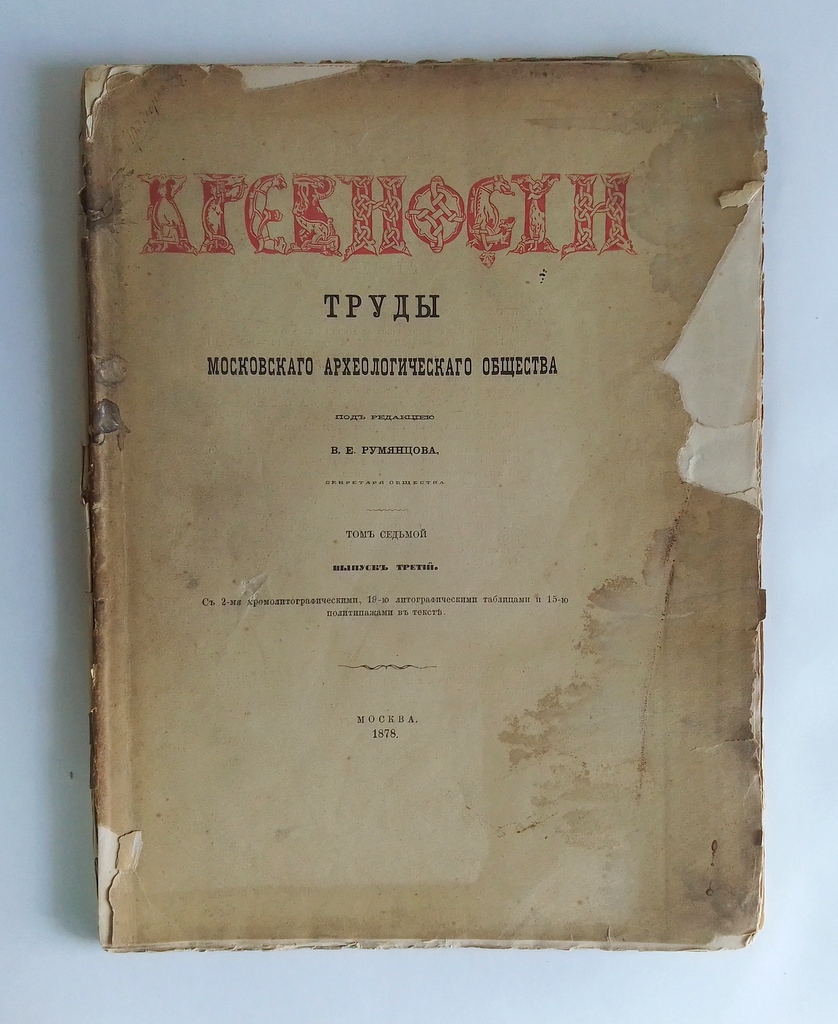 ДРЕВНОСТИ
ТРУДЫ
МОСКОВСКАГО АРХЕОЛОГИЧЕСКАГО ОБЩЕСТВА
ПОДЪ РЕДАКЦІЕЮ
В. Е. РУМЯНЦОВА,
СЕКРЕТАРЯ ОБЩЕСТВА
ТОМЪ СЕДЬМОЙ
ВЫПУСКЪ ТРЕТІЙ.
Съ 2-мя хромолитографическими, 19-ю литографическими таблицами и 15-ю
политипажами въ текстѣ.
МОСКВА.
1878.